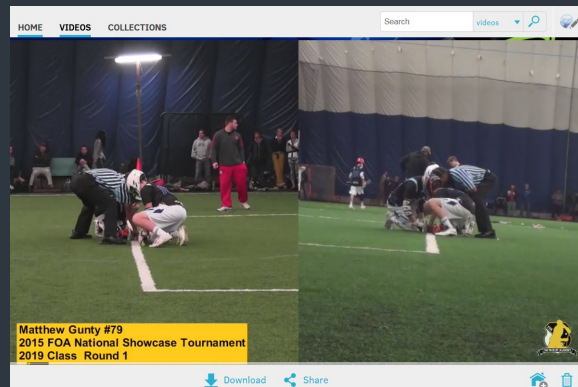 HOME VIDEOS COLLECTIONS
Search videos
Matthew Gunty #79
2015 FOA National Showcase Tournament
2019 Class Round 1
Download Share